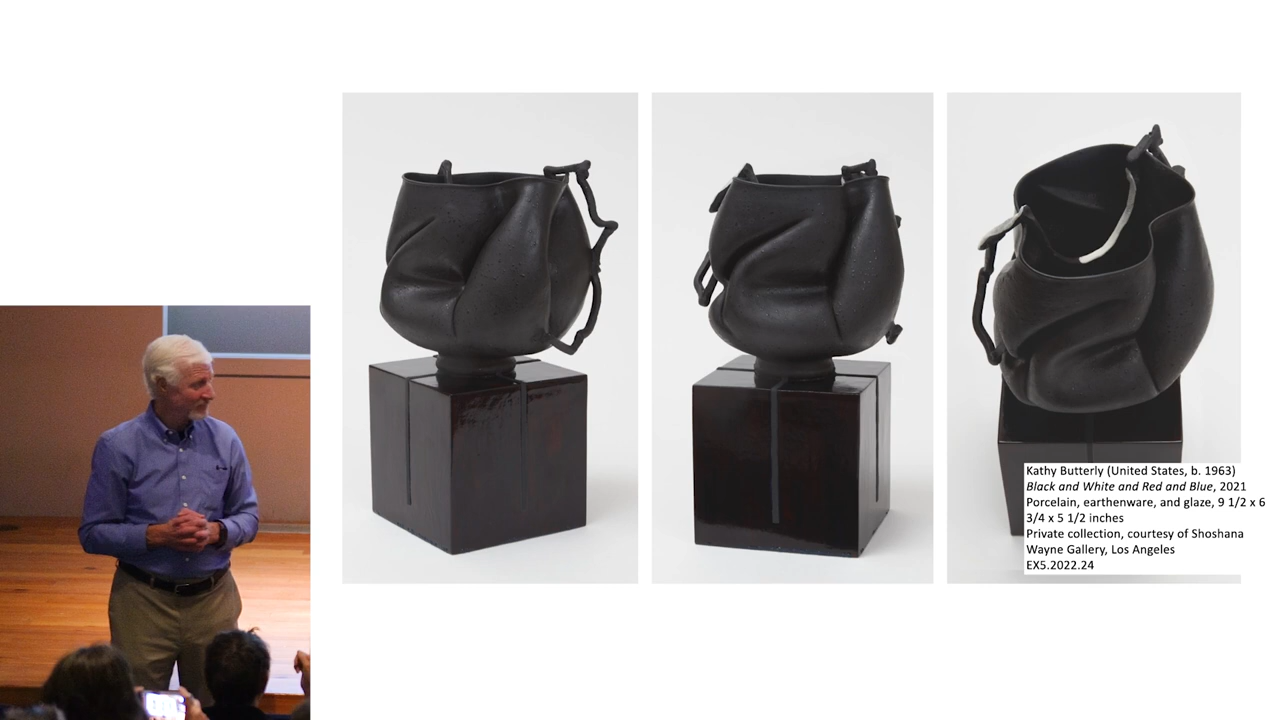 Kathy Butterly (United States, b. 1963)
Black and White and Red and Blue, 2021
Porcelain, earthenware, and glaze, 9 1/2 x 6
3/4 x 5 1/2 inches
Private collection, courtesy of Shoshana
Wayne Gallery, Los Angeles
EX5.2022.24